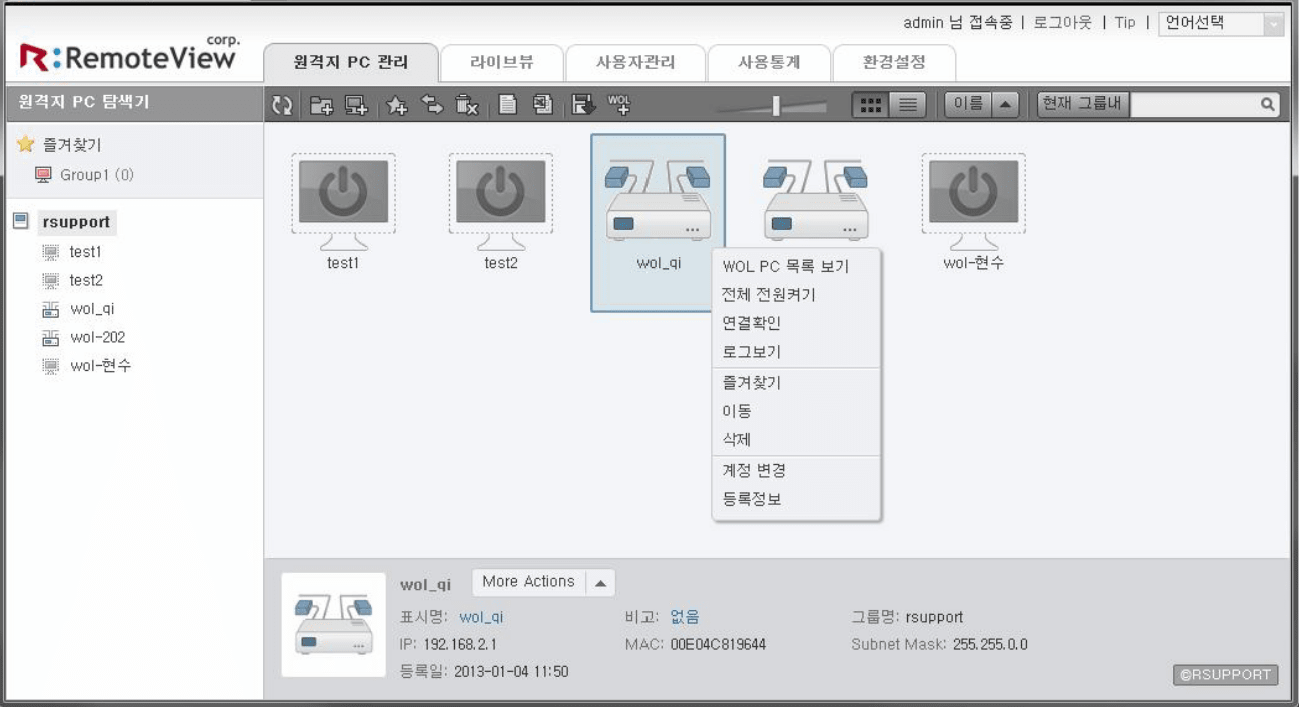 admin 님 접속중 | 로그아웃 | Tip | 언어선택
R:RemoteView corp.
원격지 PC 관리 라이브뷰 사용자관리 사용통계 환경설정
원격지 PC 탐색기
WOL 이름 현재 그룹내
즐겨찾기
Group1 (0)
rsupport
test1
test2
wol_qi
wol-202
wol-현수
test1 test2 wol_qi wol-현수
WOL PC 목록 보기
전체 전원켜기
연결확인
로그보기
즐겨찾기
이동
삭제
계정 변경
등록정보
wol_qi More Actions
표시명: wol_qi 비고: 없음 그룹명: rsupport
IP: 192.168.2.1 MAC: 00E04C819644 Subnet Mask: 255.255.0.0
등록일: 2013-01-04 11:50
©RSUPPORT